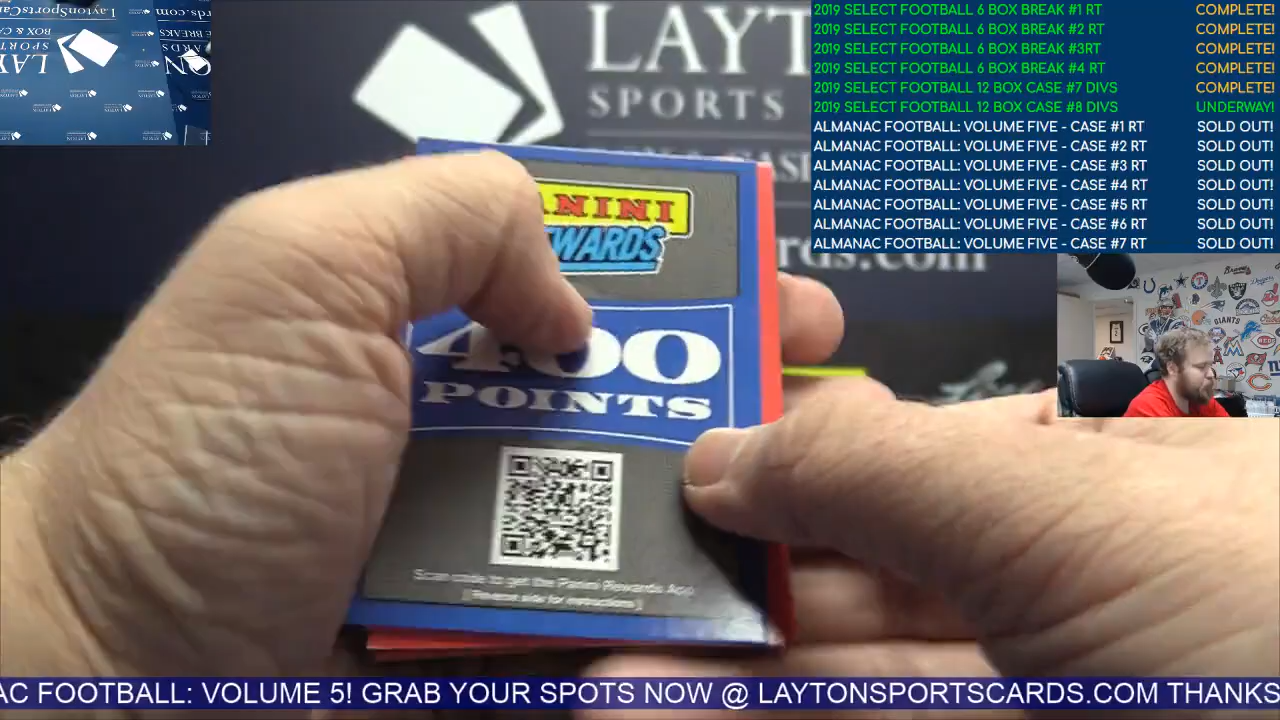 2019 SELECT FOOTBALL 6 BOX BREAK #1 RT COMPLETE!
2019 SELECT FOOTBALL 6 BOX BREAK #2 RT COMPLETE!
2019 SELECT FOOTBALL 6 BOX BREAK #3RT COMPLETE!
2019 SELECT FOOTBALL 6 BOX BREAK #4 RT COMPLETE!
2019 SELECT FOOTBALL 12 BOX CASE #7 DIVS COMPLETE!
2019 SELECT FOOTBALL 12 BOX CASE #8 DIVS UNDERWAY!
ALMANAC FOOTBALL: VOLUME FIVE - CASE #1 RT SOLD OUT!
ALMANAC FOOTBALL: VOLUME FIVE - CASE #2 RT SOLD OUT!
ALMANAC FOOTBALL: VOLUME FIVE - CASE #3 RT SOLD OUT!
ALMANAC FOOTBALL: VOLUME FIVE - CASE #4 RT SOLD OUT!
ALMANAC FOOTBALL: VOLUME FIVE - CASE #5 RT SOLD OUT!
ALMANAC FOOTBALL: VOLUME FIVE - CASE #6 RT SOLD OUT!
ALMANAC FOOTBALL: VOLUME FIVE - CASE #7 RT SOLD OUT!
LAYT
SPORTS
rds.com
ANINI
WARDS
400
POINTS
Scan code to get the Panini Rewards App
[ Reverse side for instructions ]
GIANTS
AC FOOTBALL: VOLUME 5! GRAB YOUR SPOTS NOW @ LAYTONSPORTSCARDS.COM THANKS